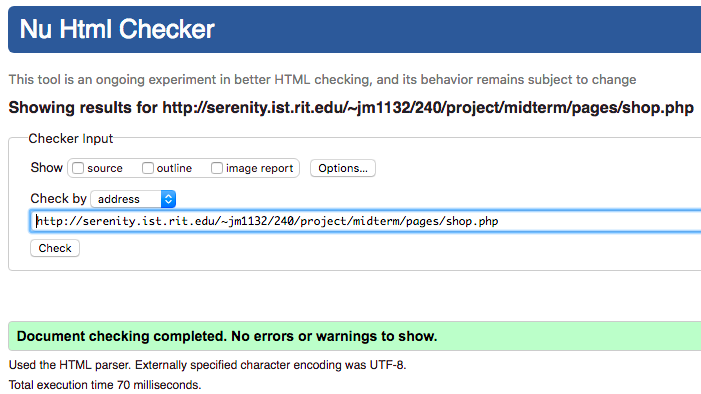 Nu Html Checker
This tool is an ongoing experiment in better HTML checking, and its behavior remains subject to change
Showing results for http://serenity.ist.rit.edu/~jm1132/240/project/midterm/pages/shop.php
Checker Input
Show source outline image report Options...
Check by address
http://serenity.ist.rit.edu/~jm1132/240/project/midterm/pages/shop.php
Check
Document checking completed. No errors or warnings to show.
Used the HTML parser. Externally specified character encoding was UTF-8.
Total execution time 70 milliseconds.